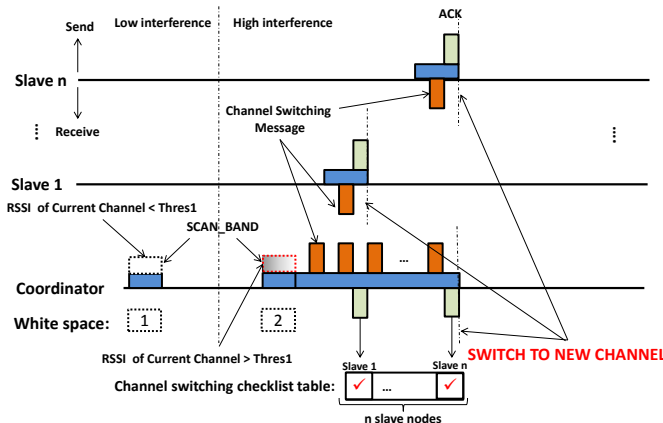 ACK
Low interference
High interference
Send
Slave n
Channel Switching
Message
Receive
...
...
Slave 1
RSSI of Current Channel < Thres1
SCAN_BAND
...
Coordinator
White space:
1
2
SWITCH TO NEW CHANNEL
RSSI of Current Channel > Thres1
Slave 1
Slave n
Channel switching checklist table:
✓ ... ✓
n slave nodes